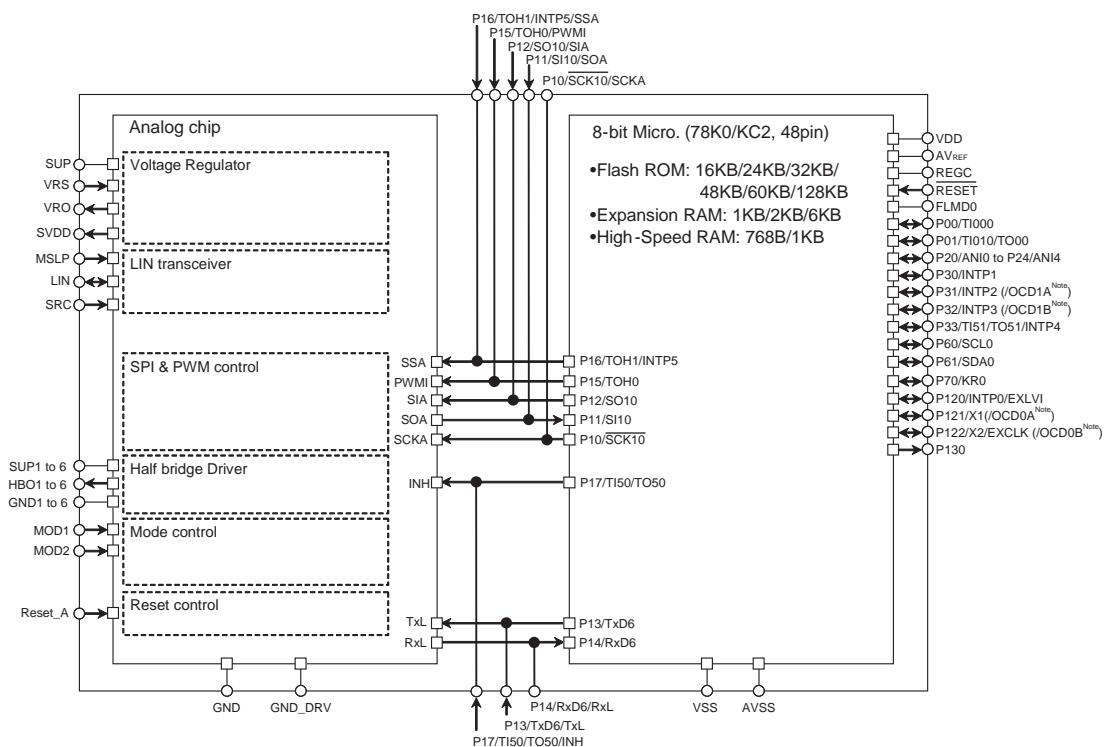 P16/TOH1/INTP5/SSA
P15/TOH0/PWMI
P12/SO10/SIA
P11/SI10/SOA
P10/SCK10/SCKA
Analog chip
Voltage Regulator
LIN transceiver
SPI & PWM control
Half bridge Driver
Mode control
Reset control
SUP
VRS
VRO
SVDD
MSLP
LIN
SRC
SUP1 to 6
HBO1 to 6
GND1 to 6
MOD1
MOD2
Reset_A
SSA
PWMI
SIA
SOA
SCKA
INH
TxL
RxL
8-bit Micro. (78K0/KC2, 48pin)
•Flash ROM: 16KB/24KB/32KB/
48KB/60KB/128KB
•Expansion RAM: 1KB/2KB/6KB
•High-Speed RAM: 768B/1KB
P16/TOH1/INTP5
P15/TOH0
P12/SO10
P11/SI10
P10/SCK10
P17/TI50/TO50
P13/TxD6
P14/RxD6
VDD
AVREF
REGC
RESET
FLMD0
P00/TI000
P01/TI010/TO00
P20/ANI0 to P24/ANI4
P30/INTP1
P31/INTP2 (/OCD1A Note)
P32/INTP3 (/OCD1B Note)
P33/TI51/TO51/INTP4
P60/SCL0
P61/SDA0
P70/KR0
P120/INTP0/EXLVI
P121/X1(/OCD0A Note)
P122/X2/EXCLK (/OCD0B Note)
P130
GND
GND_DRV
P14/RxD6/RxL
P13/TxD6/TxL
P17/TI50/TO50/INH
VSS
AVSS